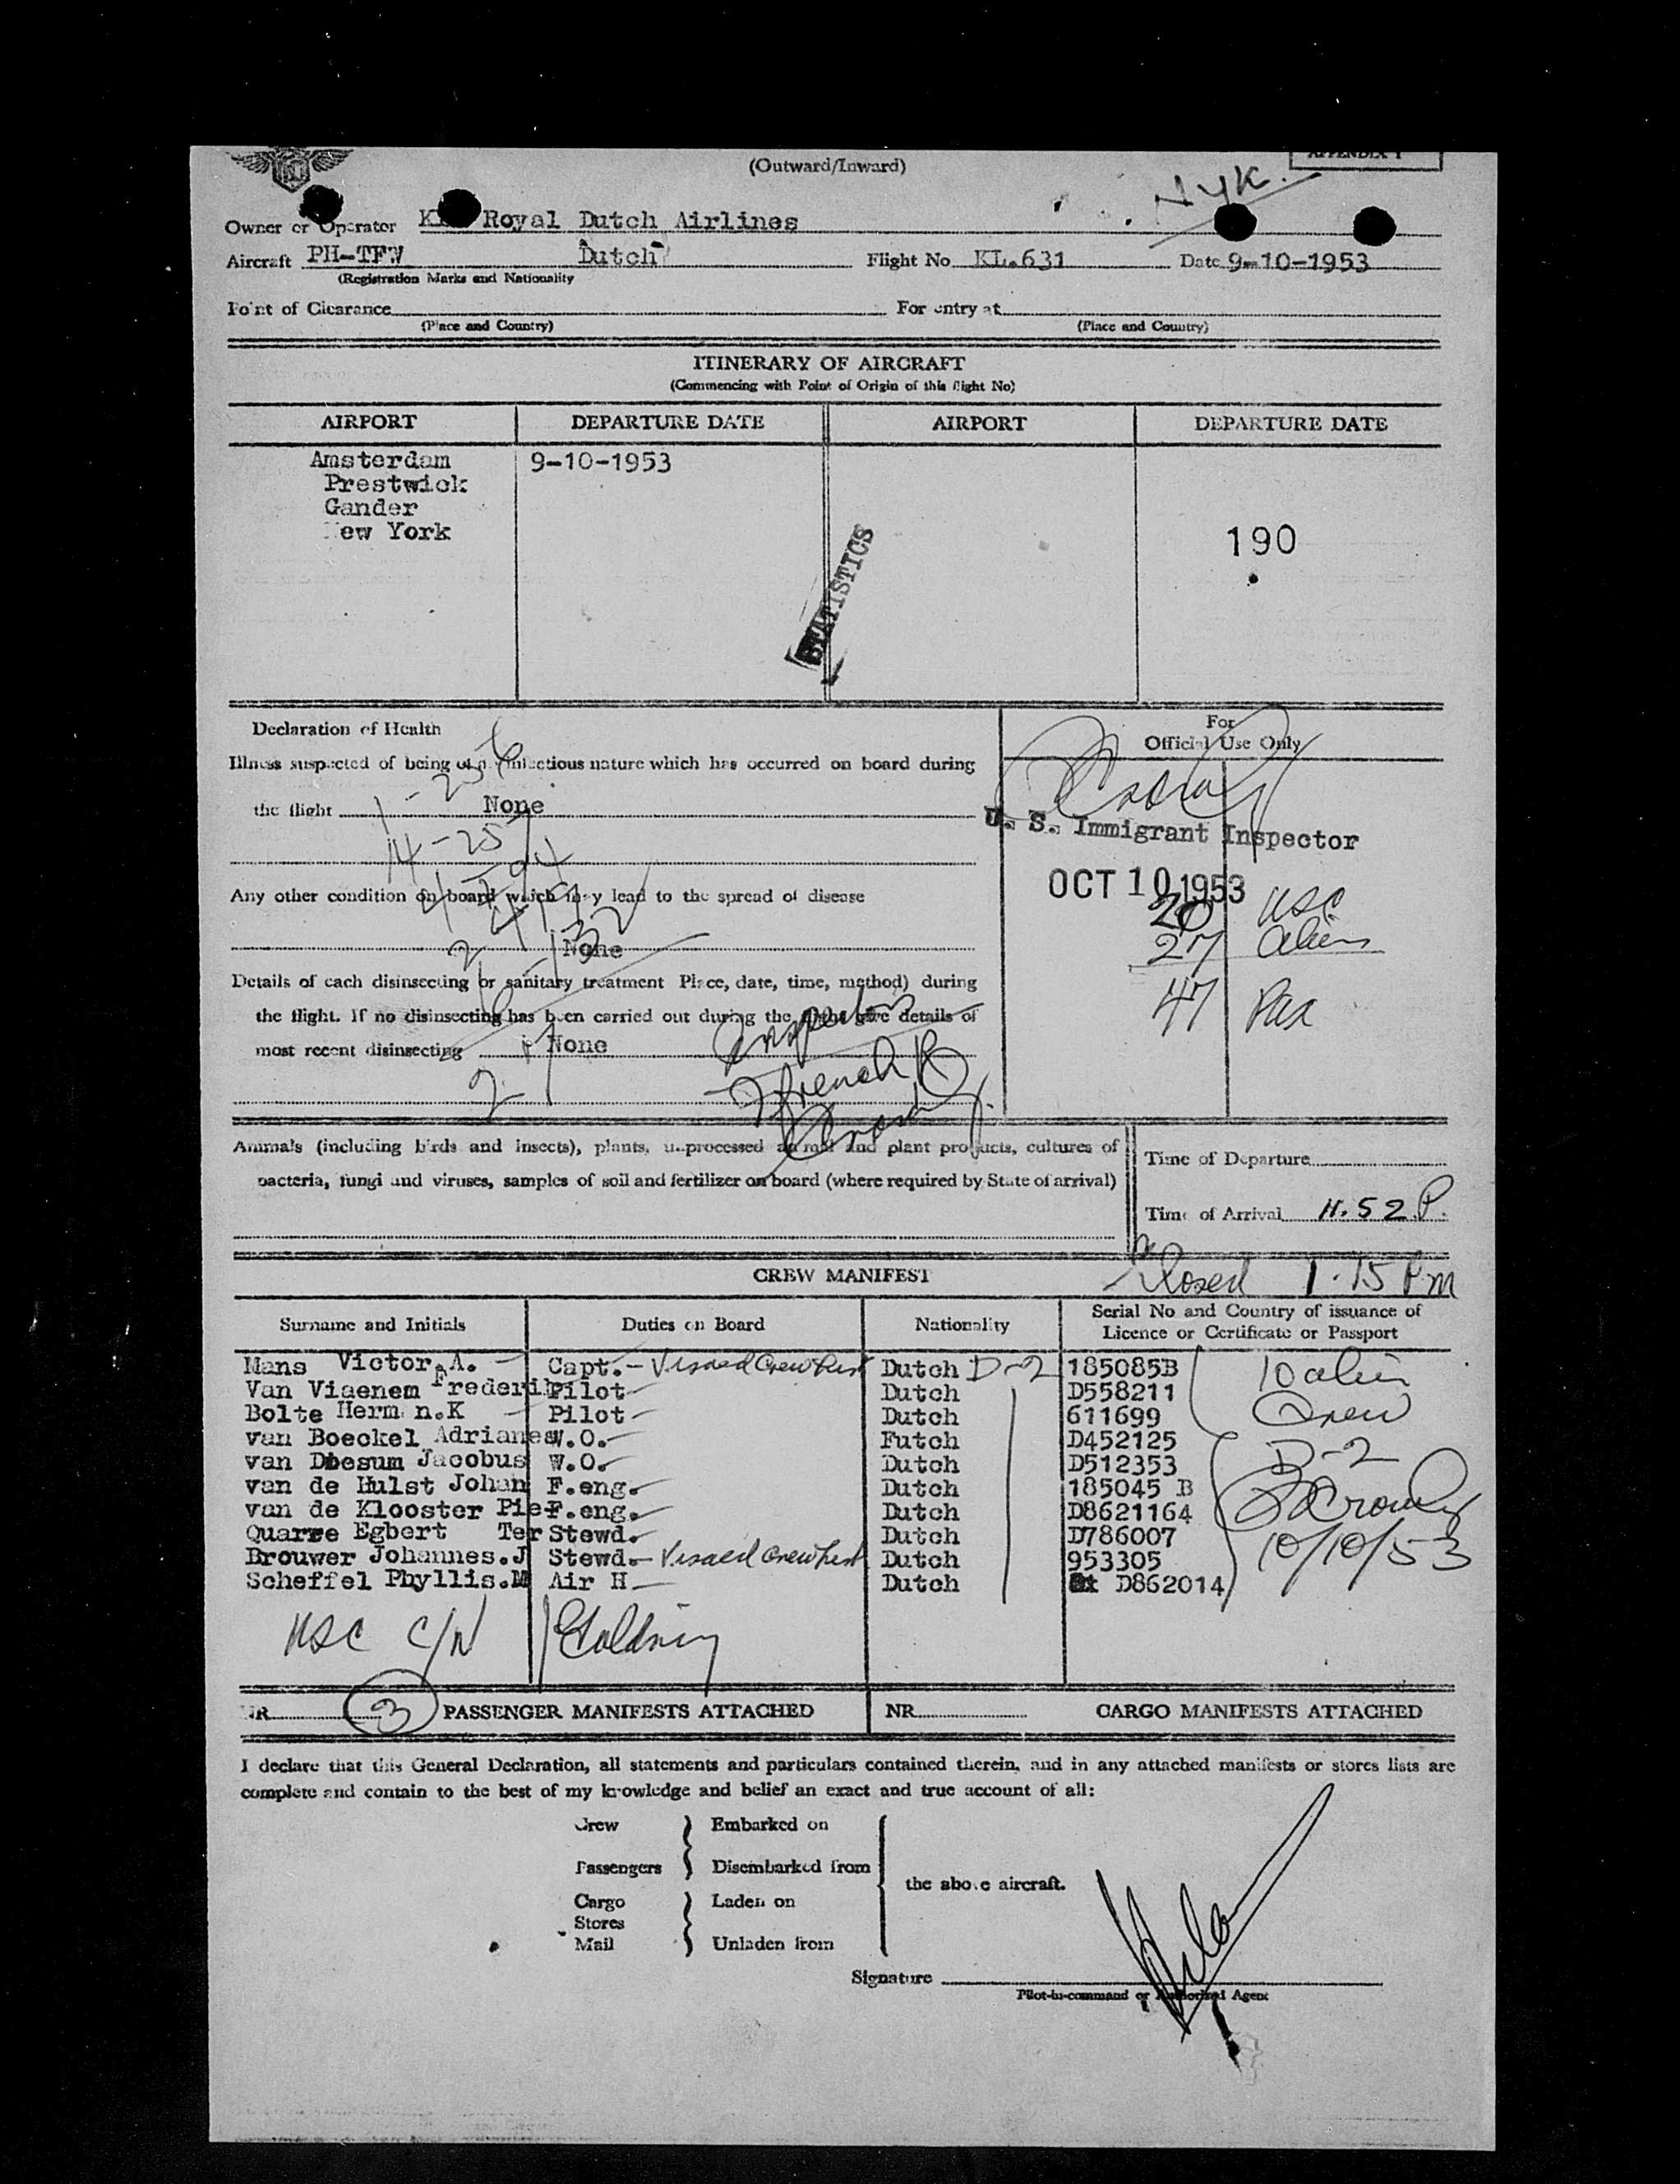 (Outward/Inward)
APPENDIX 1
NYK.
Owner or Operator Royal Dutch Airlines
Aircraft PH-TFW Dutch Flight No KL.631 Date 9-10-1953
(Registration Marks and Nationality
Point of Clearance For entry at
(Place and Country) (Place and Country)
ITINERARY OF AIRCRAFT
(Commencing with Point of Origin of this flight No)
AIRPORT DEPARTURE DATE AIRPORT DEPARTURE DATE
Amsterdam 9-10-1953
Prestwick
Gander
New York
190
STATISTICS
Declaration of Health
For
Official Use Only
Illness suspected of being of an infectious nature which has occurred on board during
the flight None
U. S. Immigrant Inspector
14-25
OCT 10 1953
Any other condition on board which may lead to the spread of disease
None
20 USC
27 Aliens
47 Pax
Details of each disinsecting or sanitary treatment Place, date, time, method) during
the flight. If no disinsecting has been carried out during the flight give details of
most recent disinsecting None
Inspectors
French R
Crowley
Animals (including birds and insects), plants, unprocessed animal and plant products, cultures of
bacteria, fungi and viruses, samples of soil and fertilizer on board (where required by State of arrival)
Time of Departure
Time of Arrival 11.52 P.
Closed 1.15 Pm
CREW MANIFEST
Surname and Initials Duties on Board Nationality Serial No and Country of issuance of
Licence or Certificate or Passport
Mans Victor.A. Capt. - Visaed Crew List Dutch D-2 185085B
Van Viaenem Frederik Pilot Dutch D558211
Bolte Herm n.K Pilot Dutch 611699
van Boeckel Adrianes W.O. Futch D452125
van Dbesum Jacobus W.O. Dutch D512353
van de Hulst Johan F.eng. Dutch 185045 B
van de Klooster Pie F.eng. Dutch D8621164
Quarre Egbert Ter Stewd. Dutch D786007
Brouwer Johannes.J Stewd. - Visaed Crew List Dutch 953305
Scheffel Phyllis.M Air H Dutch D862014
10 alien
Crew
D-2
Crowley
10/10/53
USC C/N
NR 3 PASSENGER MANIFESTS ATTACHED NR CARGO MANIFESTS ATTACHED
I declare that this General Declaration, all statements and particulars contained therein, and in any attached manifests or stores lists are
complete and contain to the best of my knowledge and belief an exact and true account of all:
Crew Embarked on
Passengers Disembarked from
the above aircraft.
Cargo Laden on
Stores
Mail Unladen from
Signature
Pilot-in-command or Authorized Agent